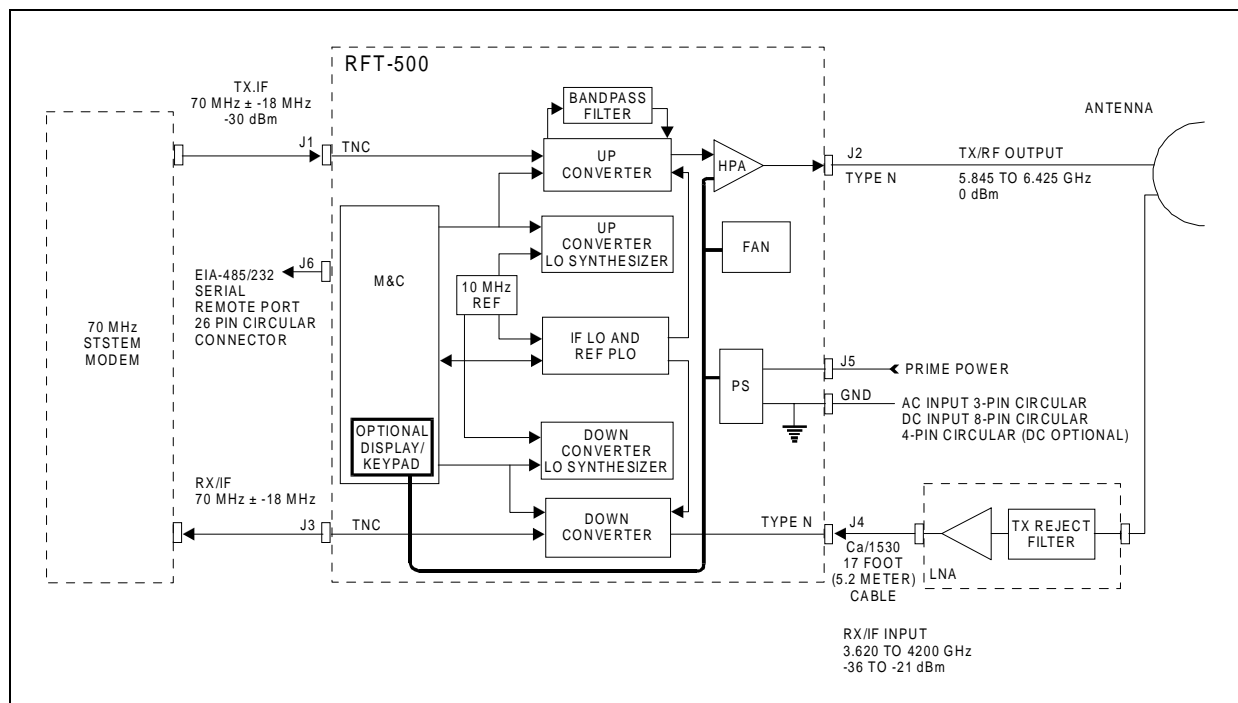 RFT-500
TX.IF
70 MHz ± -18 MHz
-30 dBm
J1
TNC
BANDPASS
FILTER
UP
CONVERTER
HPA
J2
TYPE N
TX/RF OUTPUT
5.845 TO 6.425 GHz
0 dBm
ANTENNA
UP
CONVERTER
LO SYNTHESIZER
FAN
J6
EIA-485/232
SERIAL
REMOTE PORT
26 PIN CIRCULAR
CONNECTOR
M&C
10 MHz
REF
70 MHz
STSTEM
MODEM
IF LO AND
REF PLO
PS
J5
PRIME POWER
GND
AC INPUT 3-PIN CIRCULAR
DC INPUT 8-PIN CIRCULAR
4-PIN CIRCULAR (DC OPTIONAL)
OPTIONAL
DISPLAY/
KEYPAD
DOWN
CONVERTER
LO SYNTHESIZER
RX/IF
70 MHz ± -18 MHz
J3
TNC
DOWN
CONVERTER
TYPE N
J4
Ca/1530
17 FOOT
(5.2 METER)
CABLE
TX REJECT
FILTER
LNA
RX/IF INPUT
3.620 TO 4200 GHz
-36 TO -21 dBm